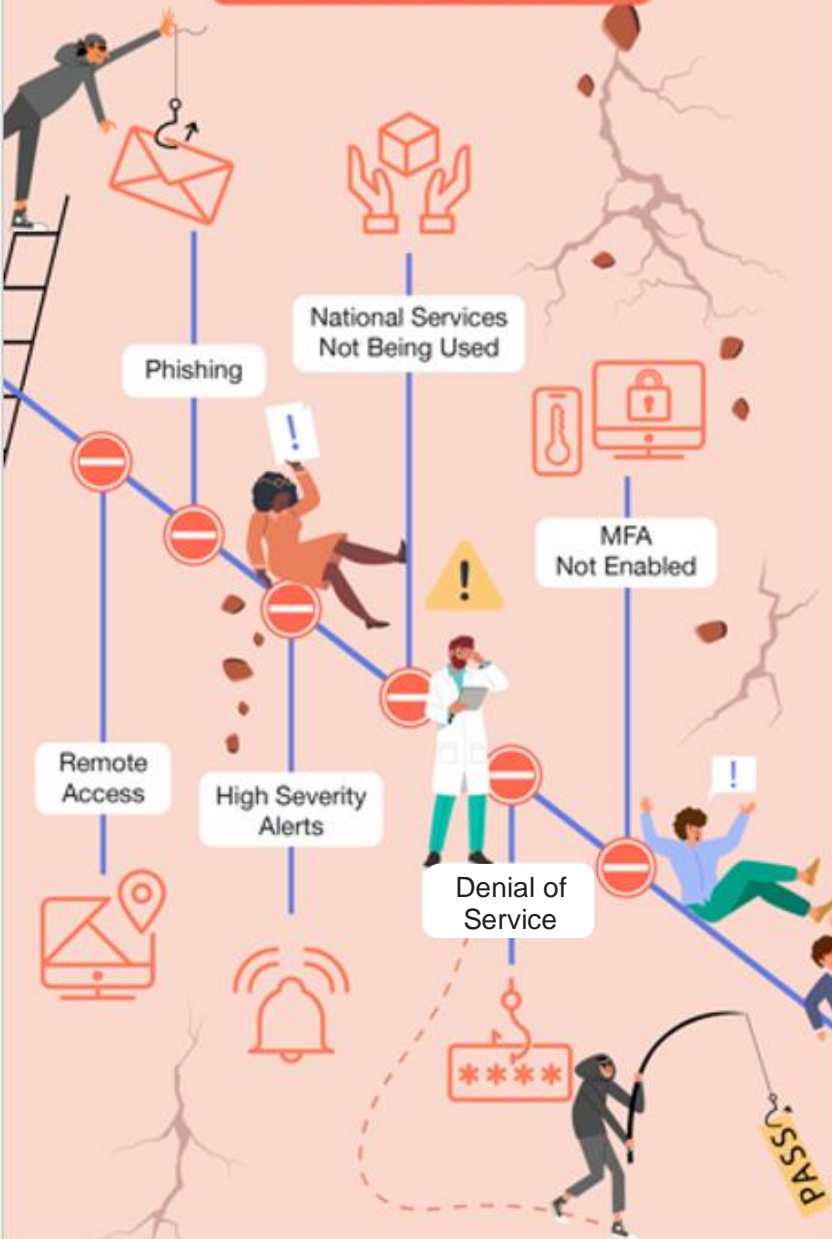 National Services
Not Being Used
Phishing
!
MFA
Not Enabled
!
Remote
Access
High Severity
Alerts
!
Denial of
Service
****
PASS